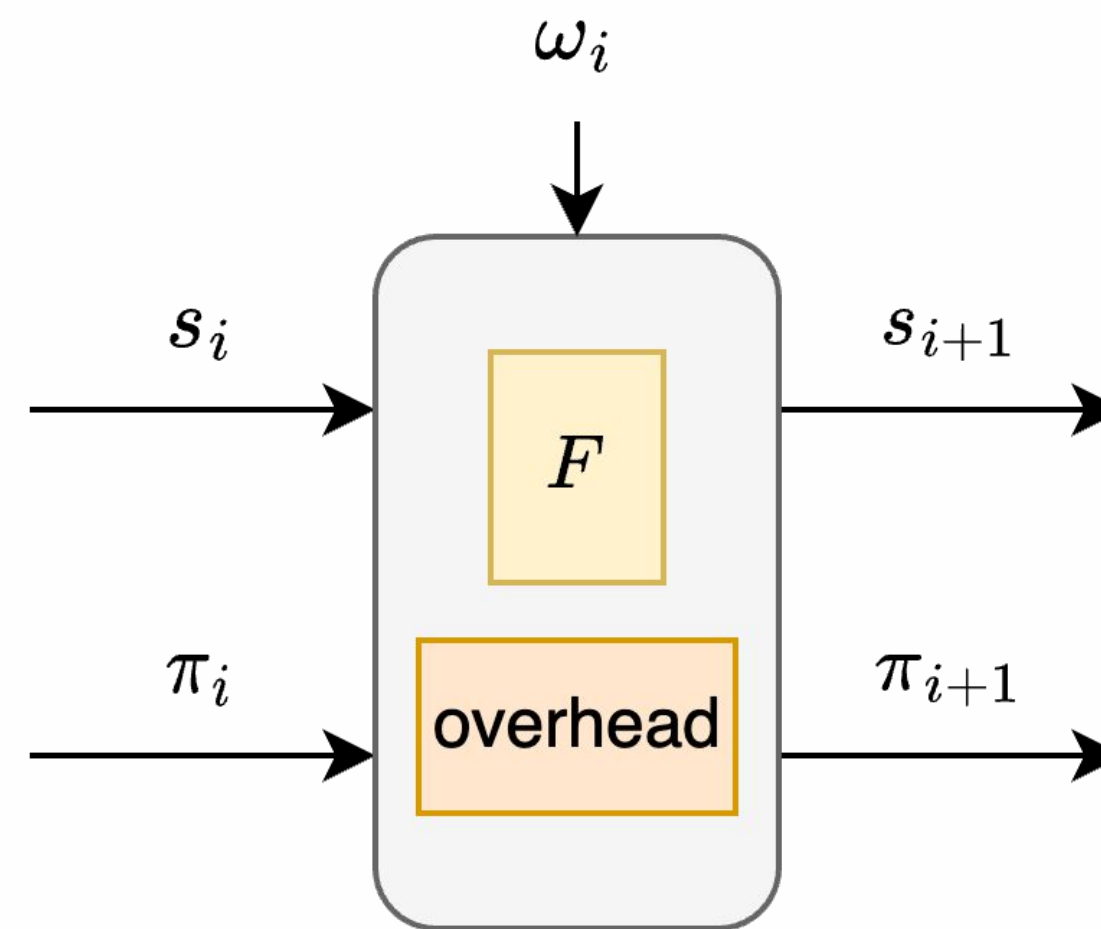 ω_i
s_i
s_{i+1}
F
π_i
π_{i+1}
overhead